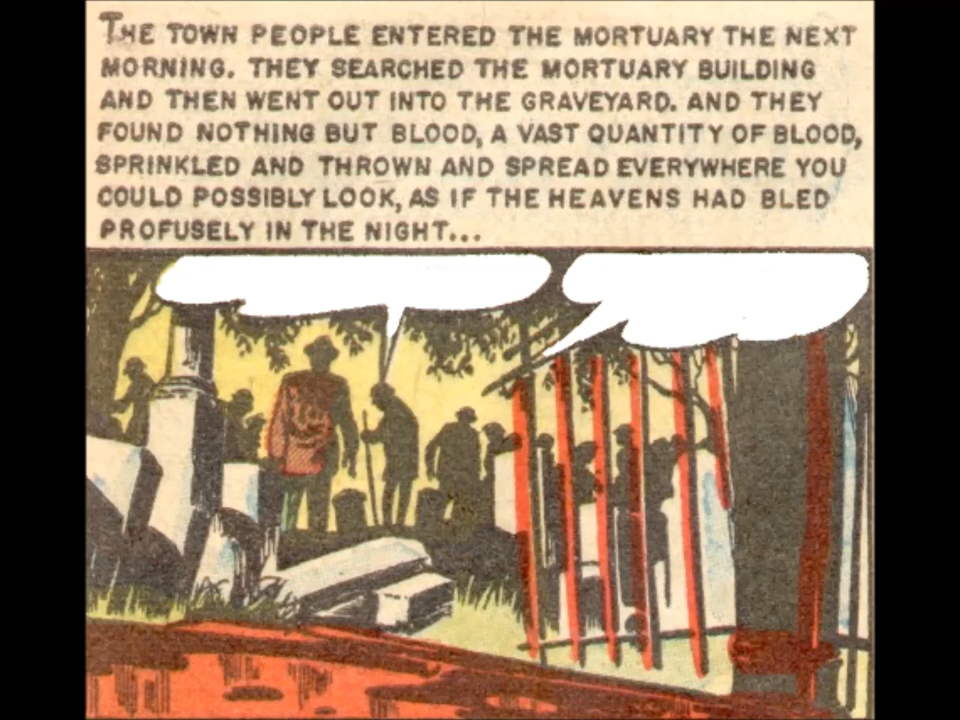 THE TOWN PEOPLE ENTERED THE MORTUARY THE NEXT
MORNING. THEY SEARCHED THE MORTUARY BUILDING
AND THEN WENT OUT INTO THE GRAVEYARD. AND THEY
FOUND NOTHING BUT BLOOD, A VAST QUANTITY OF BLOOD,
SPRINKLED AND THROWN AND SPREAD EVERYWHERE YOU
COULD POSSIBLY LOOK, AS IF THE HEAVENS HAD BLED
PROFUSELY IN THE NIGHT...